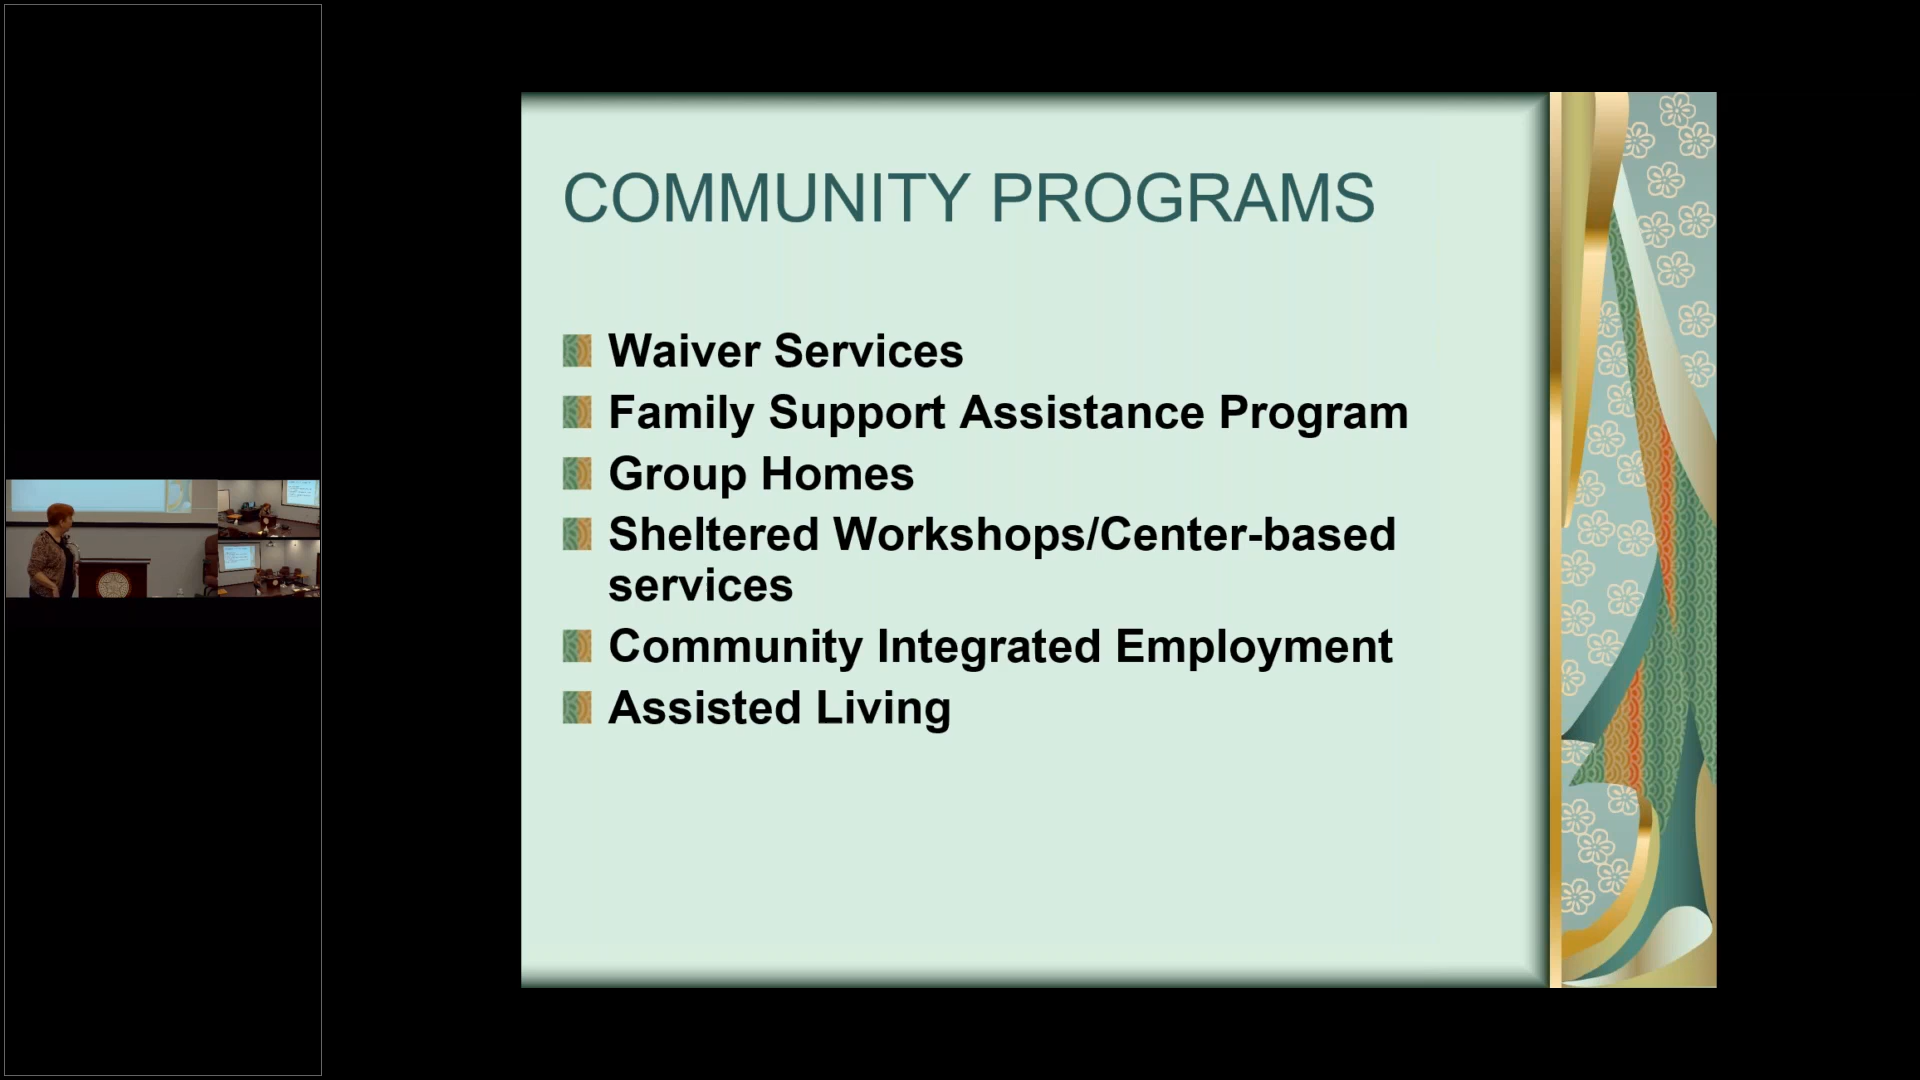 COMMUNITY PROGRAMS
Waiver Services
Family Support Assistance Program
Group Homes
Sheltered Workshops/Center-based
services
Community Integrated Employment
Assisted Living